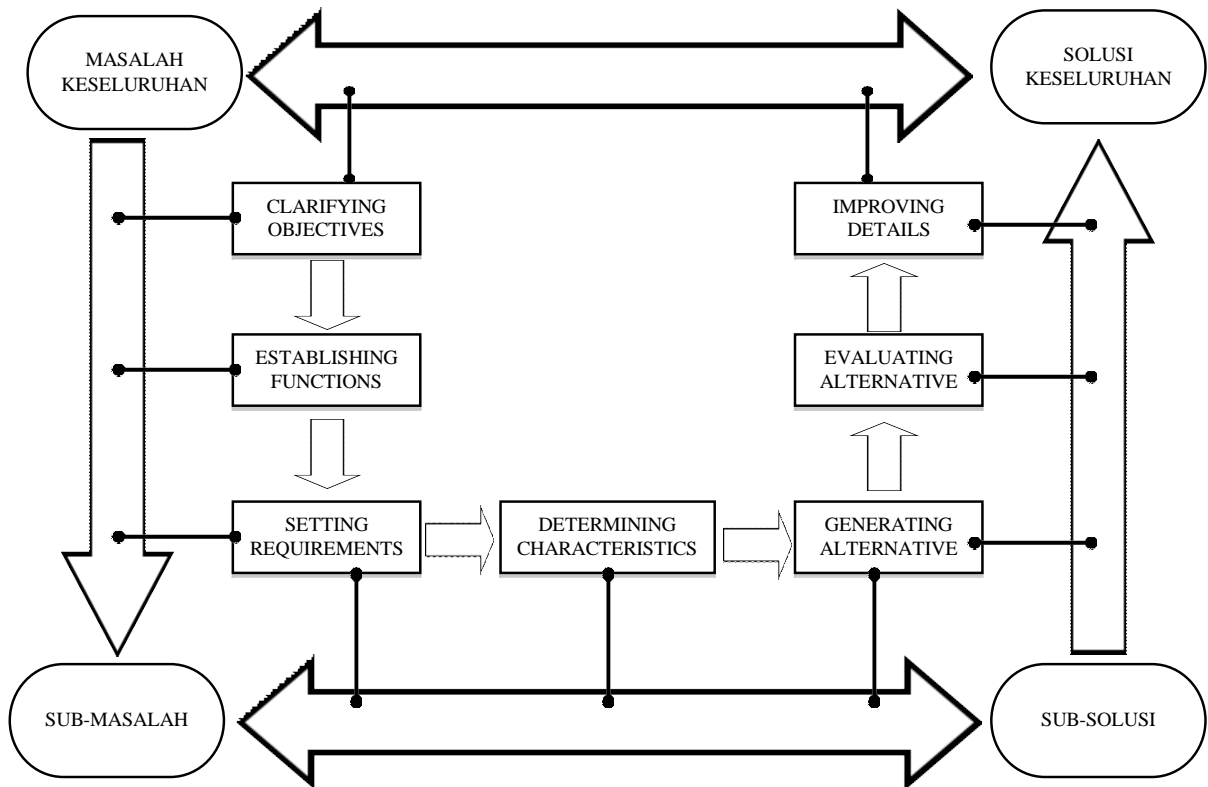 MASALAH
KESELURUHAN
SOLUSI
KESELURUHAN
CLARIFYING
OBJECTIVES
IMPROVING
DETAILS
ESTABLISHING
FUNCTIONS
EVALUATING
ALTERNATIVE
SETTING
REQUIREMENTS
DETERMINING
CHARACTERISTICS
GENERATING
ALTERNATIVE
SUB-MASALAH
SUB-SOLUSI